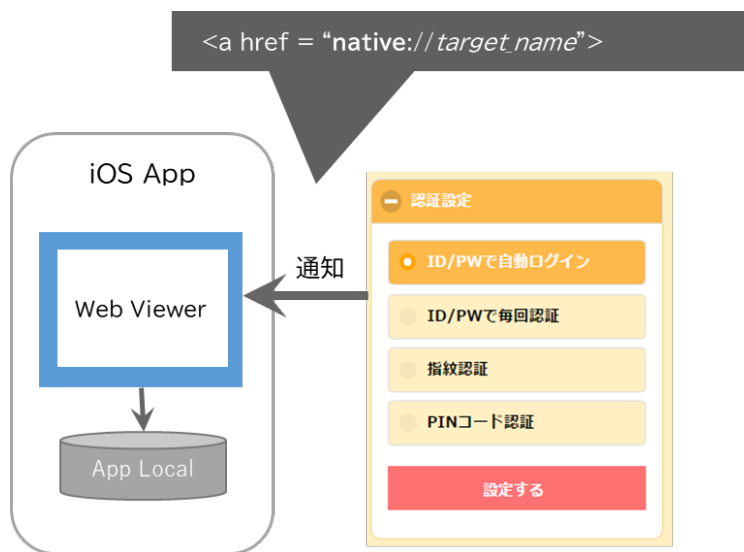 <a href = “native://target_name”>
iOS App
認証設定
ID/PWで自動ログイン
通知
Web Viewer
ID/PWで毎回認証
指紋認証
PINコード認証
App Local
設定する